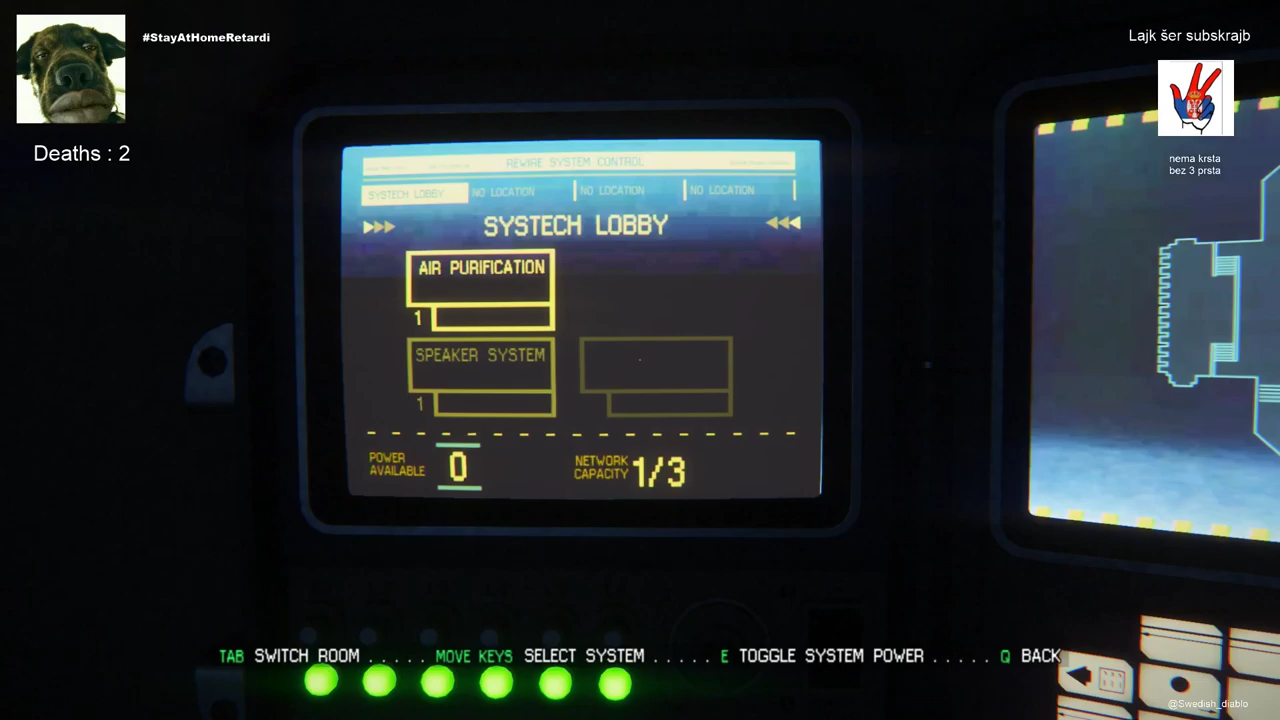 #StayAtHomeRetardi
Lajk šer subskrajb
Deaths : 2
nema krsta
bez 3 prsta
REWIRE SYSTEM CONTROL
SYSTECH LOBBY NO LOCATION NO LOCATION NO LOCATION
SYSTECH LOBBY
AIR PURIFICATION
1
SPEAKER SYSTEM
1
POWER AVAILABLE 0
NETWORK CAPACITY 1/3
TAB SWITCH ROOM ..... MOVE KEYS SELECT SYSTEM ..... E TOGGLE SYSTEM POWER ..... Q BACK
@Swedish_diablo